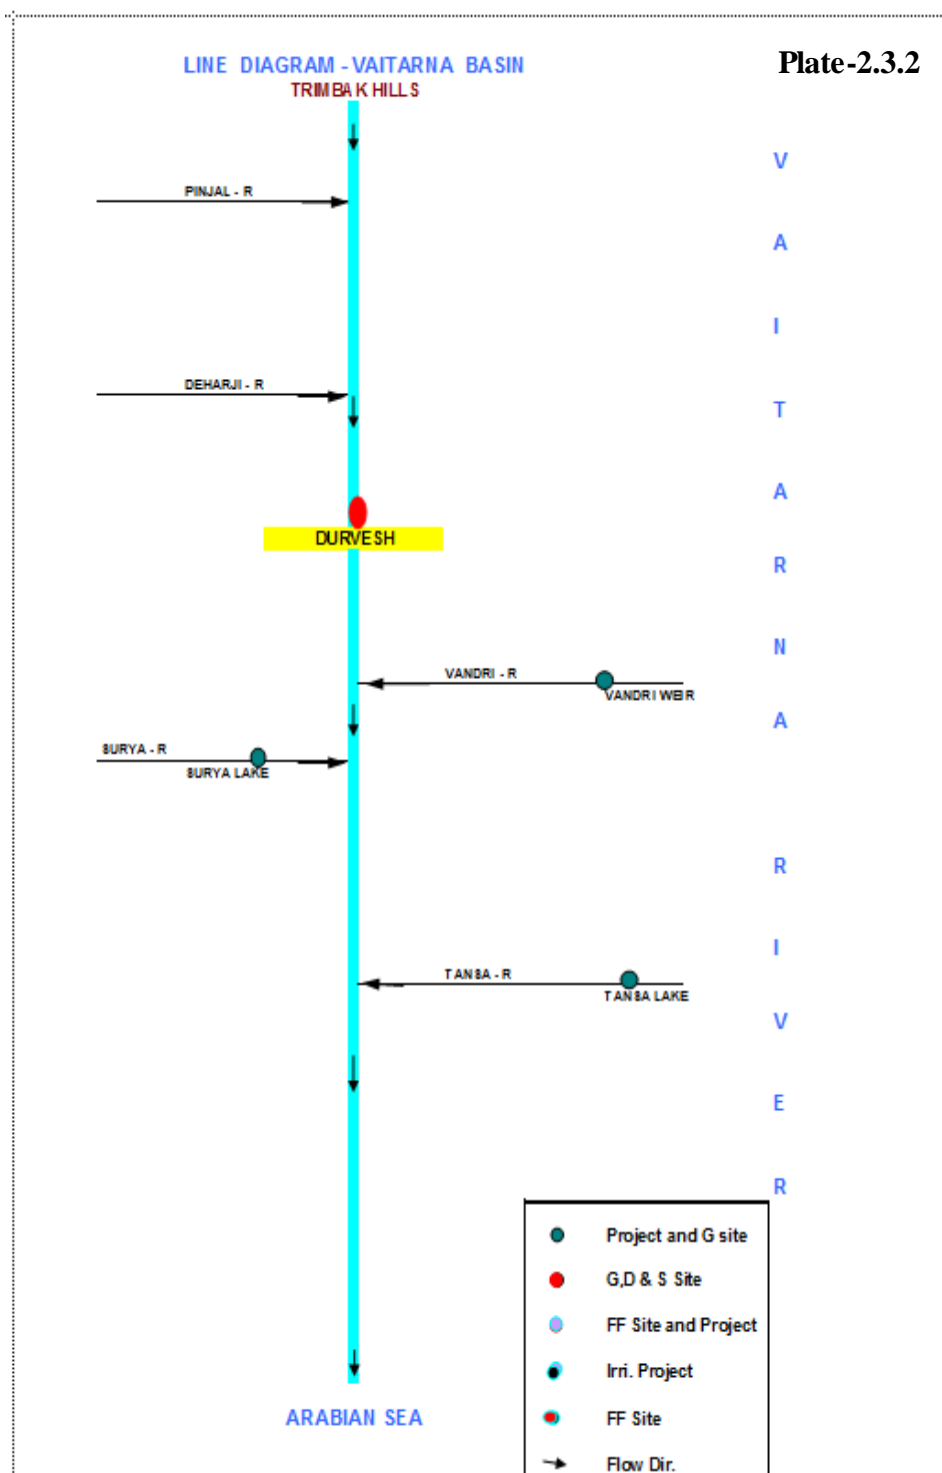 LINE DIAGRAM - VAITARNA BASIN
Plate-2.3.2
TRIMBAK HILLS
PINJAL - R
DEHARJI - R
DURVESH
VANDRI - R
VANDRI WEIR
SURYA - R
SURYA LAKE
TANSA - R
TANSA LAKE
V
A
I
T
A
R
N
A
R
I
V
E
R
Project and G site
G,D & S Site
FF Site and Project
Irri. Project
FF Site
Flow Dir.
ARABIAN SEA